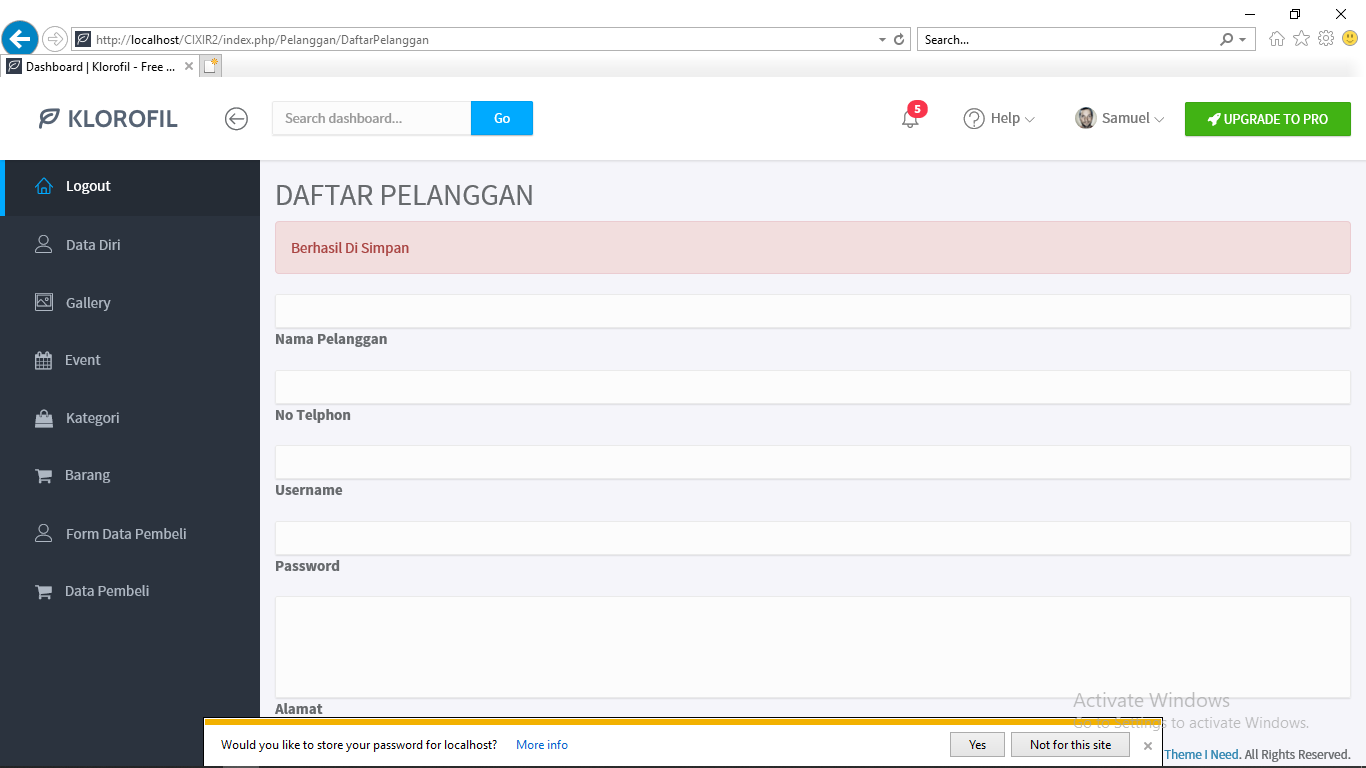 http://localhost/CIXIR2/index.php/Pelanggan/DaftarPelanggan
Search...
Dashboard | Klorofil - Free ...
KLOROFIL
Search dashboard...
Go
5
Help
Samuel
UPGRADE TO PRO
Logout
Data Diri
Gallery
Event
Kategori
Barang
Form Data Pembeli
Data Pembeli
DAFTAR PELANGGAN
Berhasil Di Simpan
Nama Pelanggan
No Telphon
Username
Password
Alamat
Activate Windows
Go to Settings to activate Windows.
Would you like to store your password for localhost? More info
Yes
Not for this site
Theme I Need. All Rights Reserved.